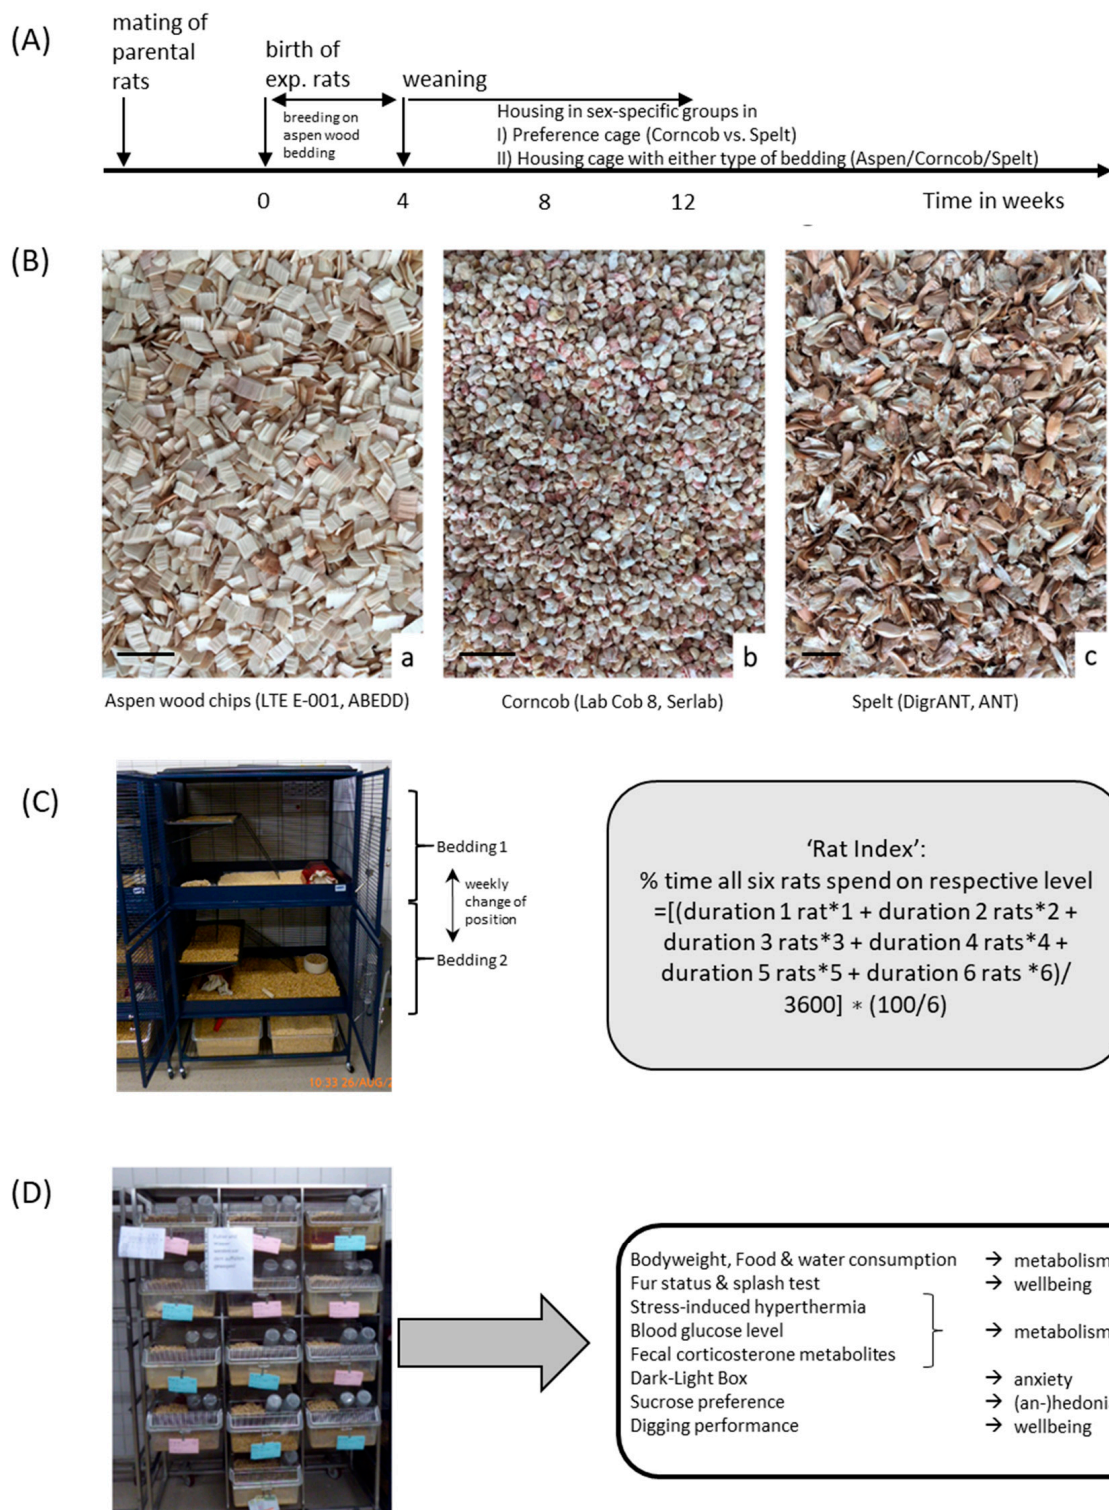 (A)
mating of
parental
rats
birth of
exp. rats
weaning
breeding on
aspen wood
bedding
Housing in sex-specific groups in
I) Preference cage (Corncob vs. Spelt)
II) Housing cage with either type of bedding (Aspen/Corncob/Spelt)
0 4 8 12 Time in weeks
(B)
a
b
c
Aspen wood chips (LTE E-001, ABEDD)
Corncob (Lab Cob 8, Serlab)
Spelt (DigrANT, ANT)
(C)
Bedding 1
weekly
change of
position
Bedding 2
10:33 26/AUG/2
‘Rat Index’:
% time all six rats spend on respective level
=[(duration 1 rat*1 + duration 2 rats*2 +
duration 3 rats*3 + duration 4 rats*4 +
duration 5 rats*5 + duration 6 rats *6)/
3600] * (100/6)
(D)
Bodyweight, Food & water consumption → metabolism
Fur status & splash test → wellbeing
Stress-induced hyperthermia
Blood glucose level → metabolism
Fecal corticosterone metabolites
Dark-Light Box → anxiety
Sucrose preference → (an-)hedoni
Digging performance → wellbeing